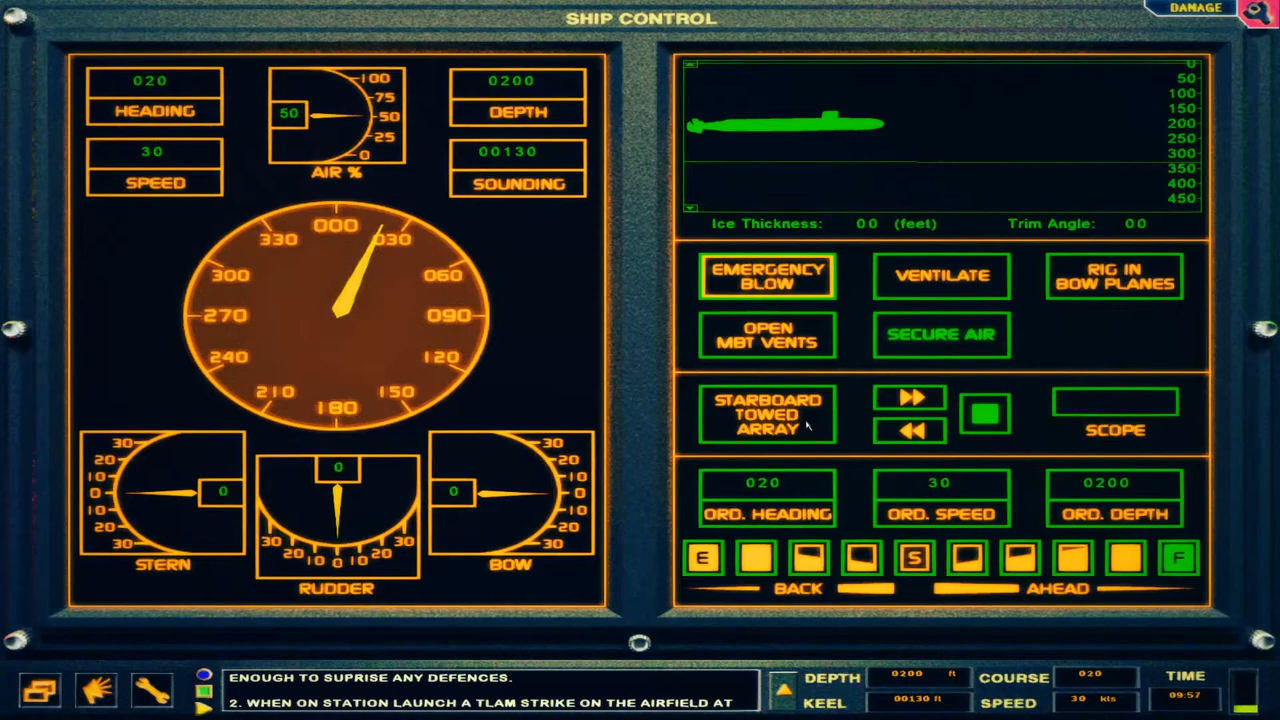 SHIP CONTROL
DAMAGE
020
HEADING
30
SPEED
50
100
75
50
25
0
AIR %
0200
DEPTH
00130
SOUNDING
000
030
060
090
120
150
180
210
240
270
300
330
30
20
10
0
10
20
30
0
STERN
0
30
20
10
0
10
20
30
RUDDER
0
30
20
10
0
10
20
30
BOW
0
50
100
150
200
250
300
350
400
450
Ice Thickness: 00 (feet) Trim Angle: 00
EMERGENCY
BLOW
VENTILATE
RIG IN
BOW PLANES
OPEN
MBT VENTS
SECURE AIR
STARBOARD
TOWED
ARRAY
SCOPE
020
ORD. HEADING
30
ORD. SPEED
0200
ORD. DEPTH
E
S
F
BACK
AHEAD
ENOUGH TO SUPRISE ANY DEFENCES.
2. WHEN ON STATION LAUNCH A TLAM STRIKE ON THE AIRFIELD AT
DEPTH 0200 ft COURSE 020
KEEL 00130 ft SPEED 30 kls
TIME
09:57